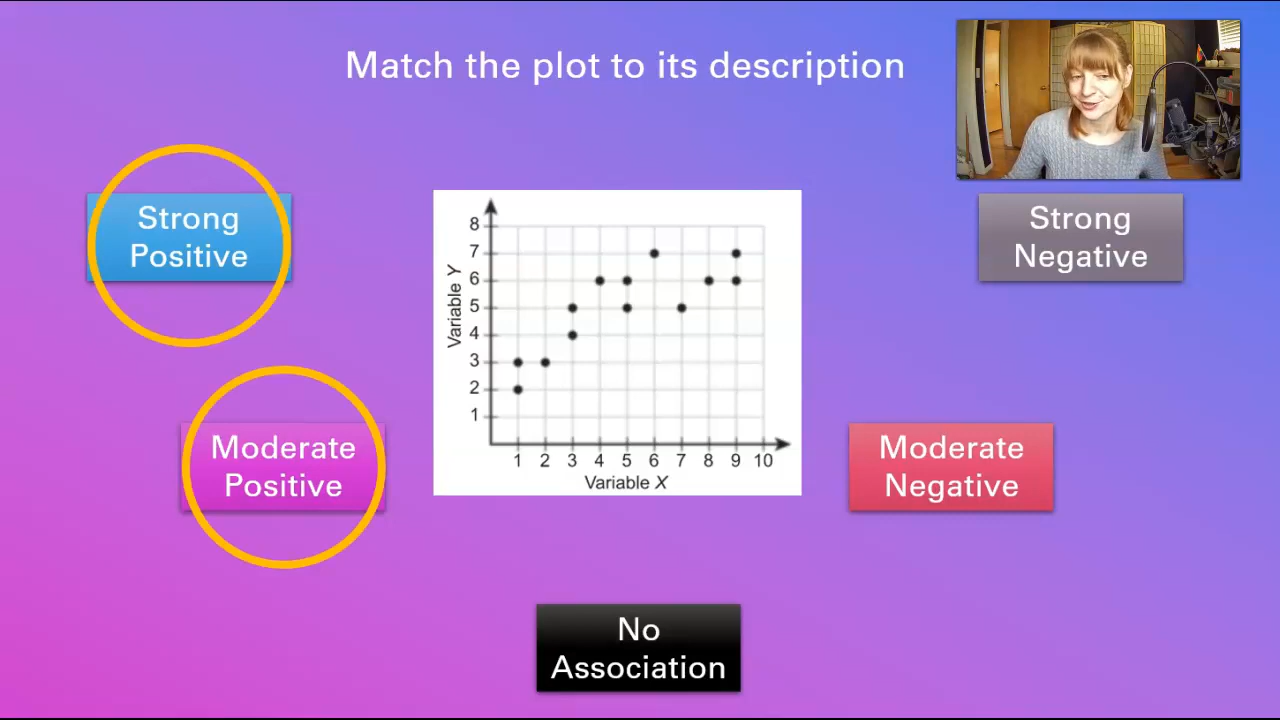 Match the plot to its description
Strong
Positive
Strong
Negative
8
7
6
5
4
3
2
1
Variable Y
1 2 3 4 5 6 7 8 9 10
Variable X
Moderate
Positive
Moderate
Negative
No
Association